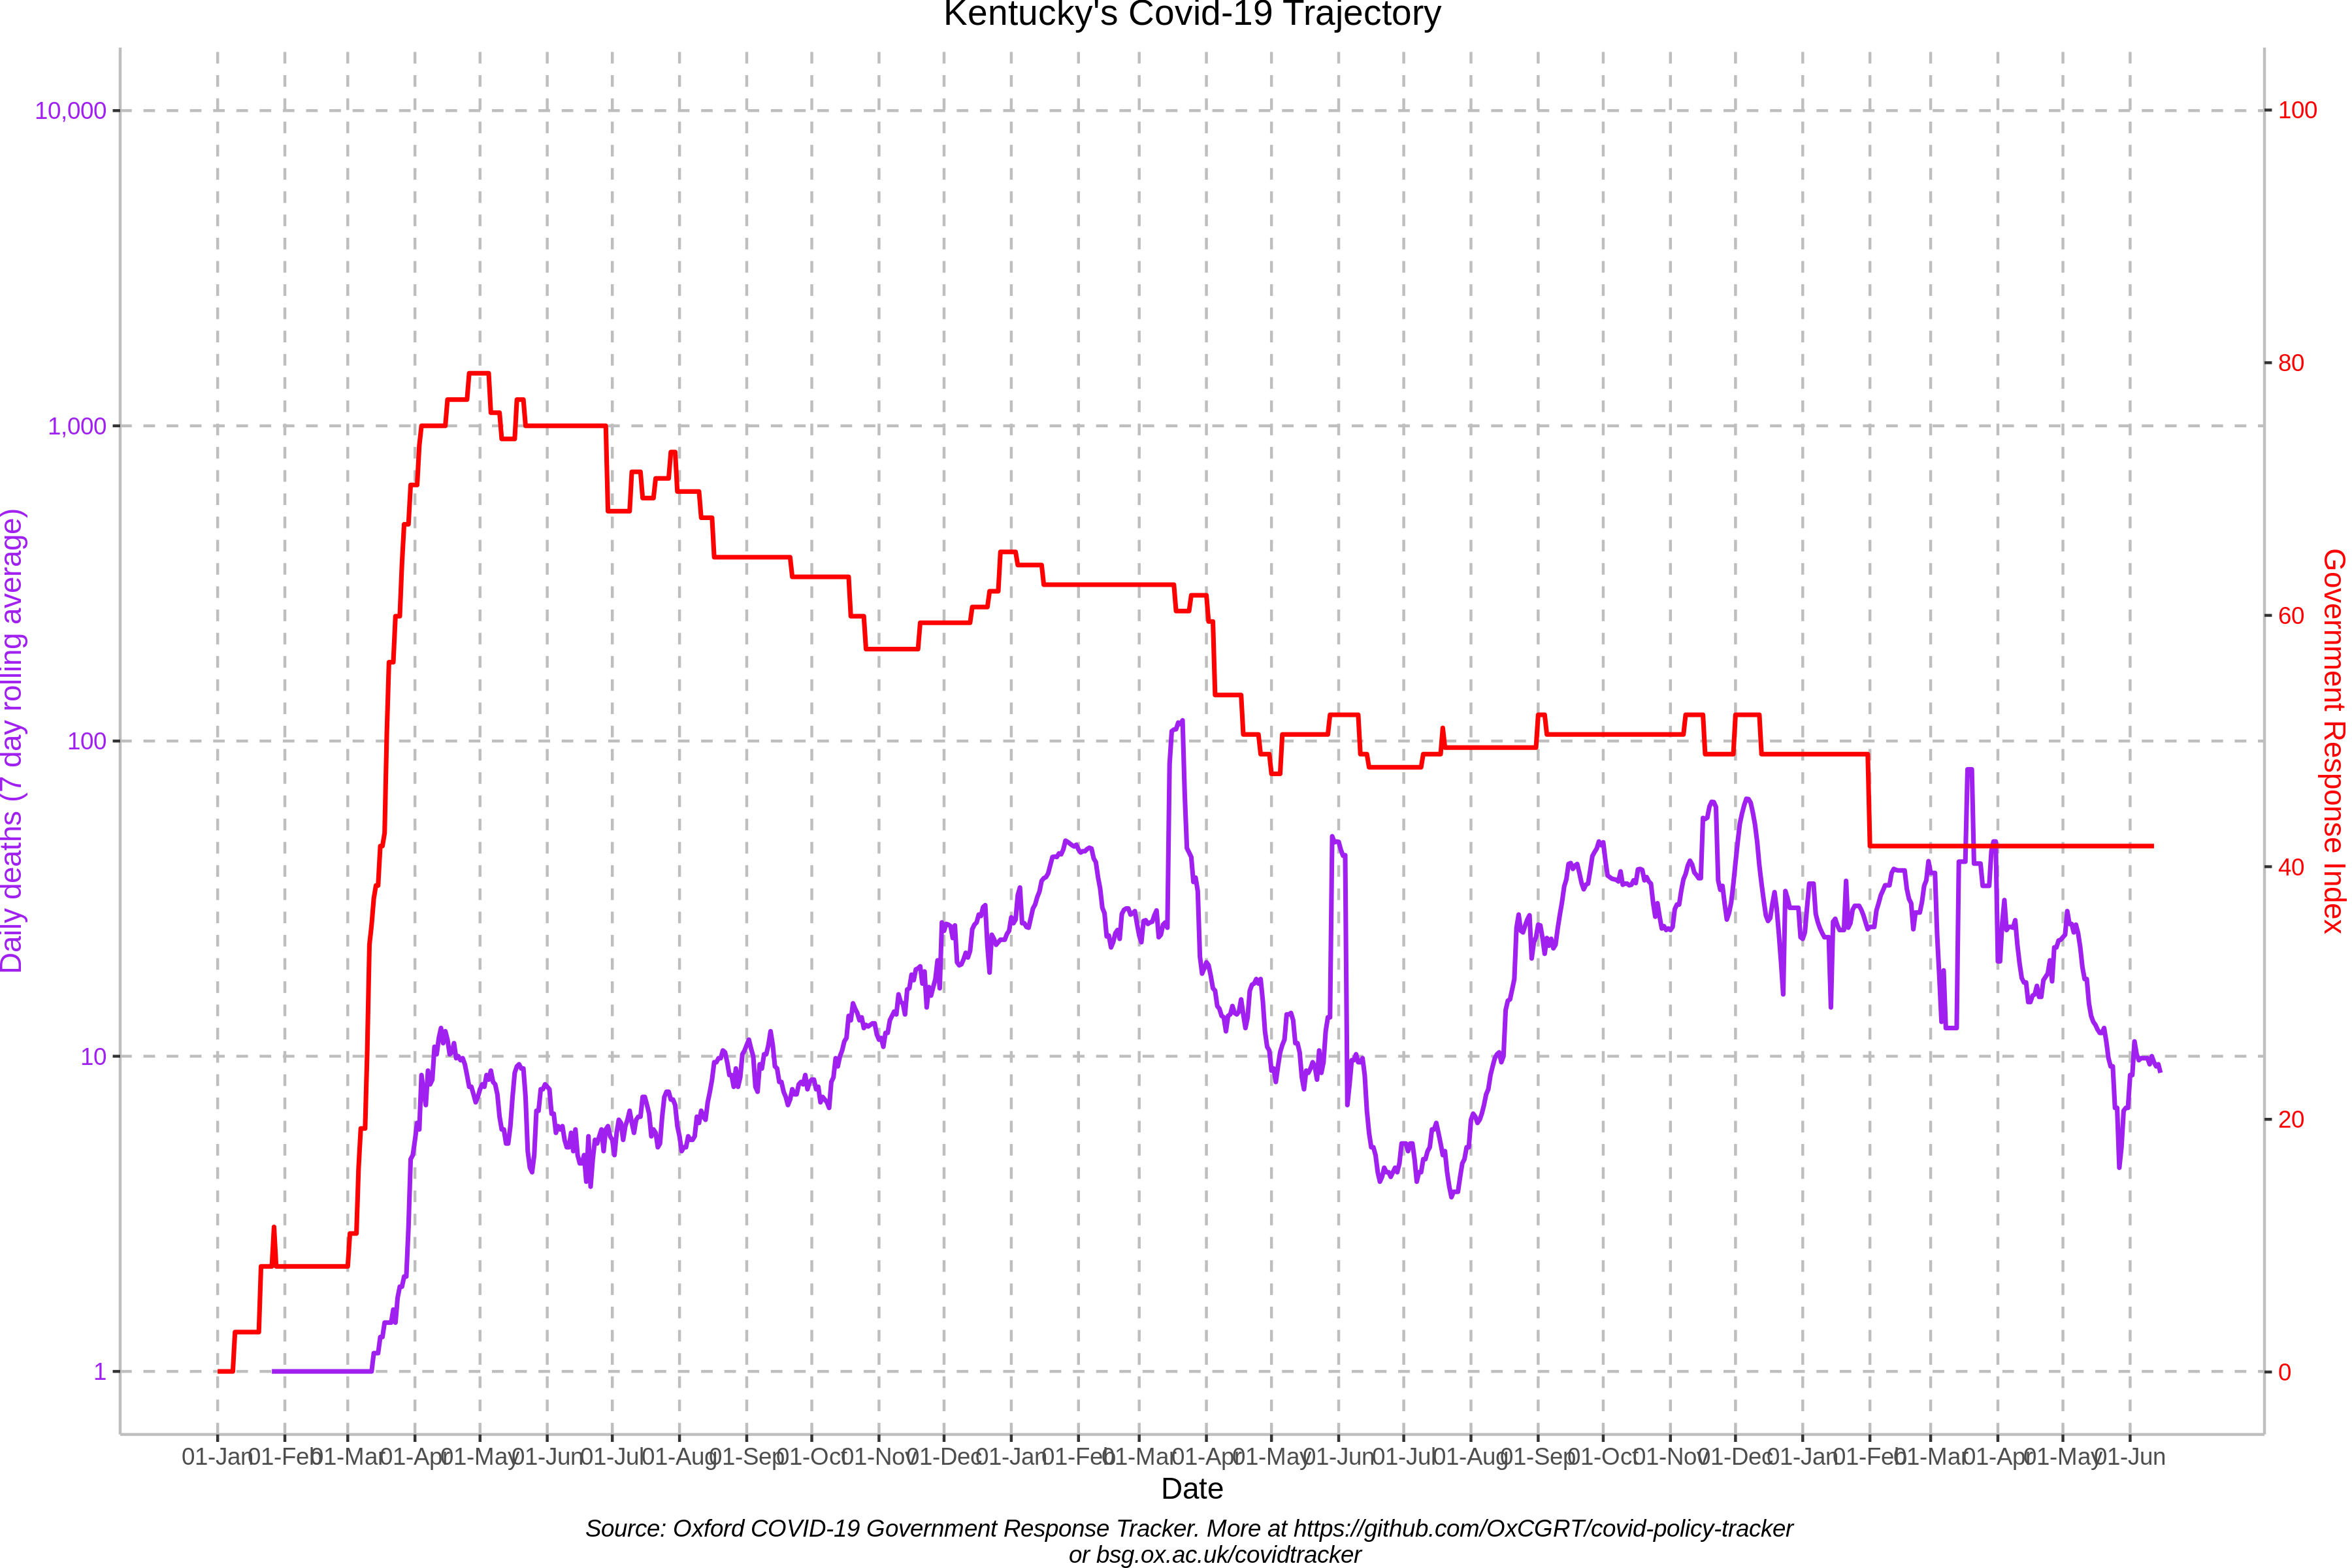 Kentucky's Covid-19 Trajectory
10,000
1,000
100
10
1
Daily deaths (7 day rolling average)
100
80
60
40
20
0
Government Response Index
01-Jan 01-Feb 01-Mar 01-Apr 01-May 01-Jun 01-Jul 01-Aug 01-Sep 01-Oct 01-Nov 01-Dec 01-Jan 01-Feb 01-Mar 01-Apr 01-May 01-Jun 01-Jul 01-Aug 01-Sep 01-Oct 01-Nov 01-Dec 01-Jan 01-Feb 01-Mar 01-Apr 01-May 01-Jun
Date
Source: Oxford COVID-19 Government Response Tracker. More at https://github.com/OxCGRT/covid-policy-tracker
or bsg.ox.ac.uk/covidtracker